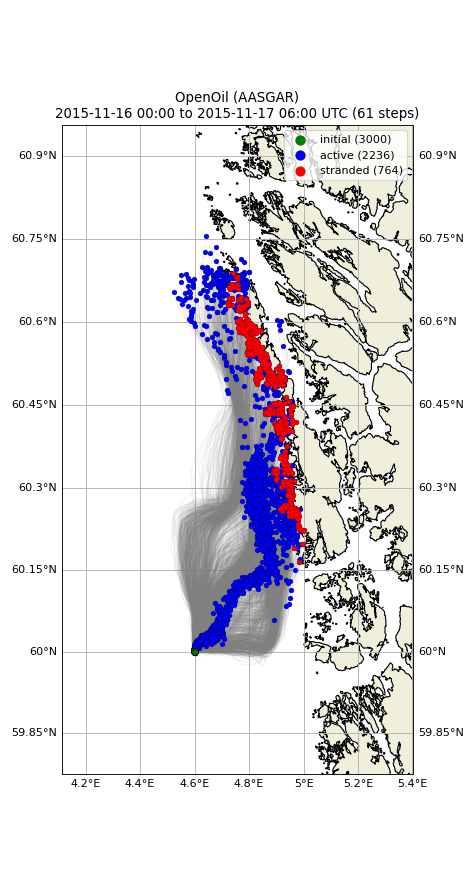 OpenOil (AASGAR)
2015-11-16 00:00 to 2015-11-17 06:00 UTC (61 steps)
initial (3000)
active (2236)
stranded (764)
60.9°N 60.9°N
60.75°N 60.75°N
60.6°N 60.6°N
60.45°N 60.45°N
60.3°N 60.3°N
60.15°N 60.15°N
60°N 60°N
59.85°N 59.85°N
4.2°E 4.4°E 4.6°E 4.8°E 5°E 5.2°E 5.4°E